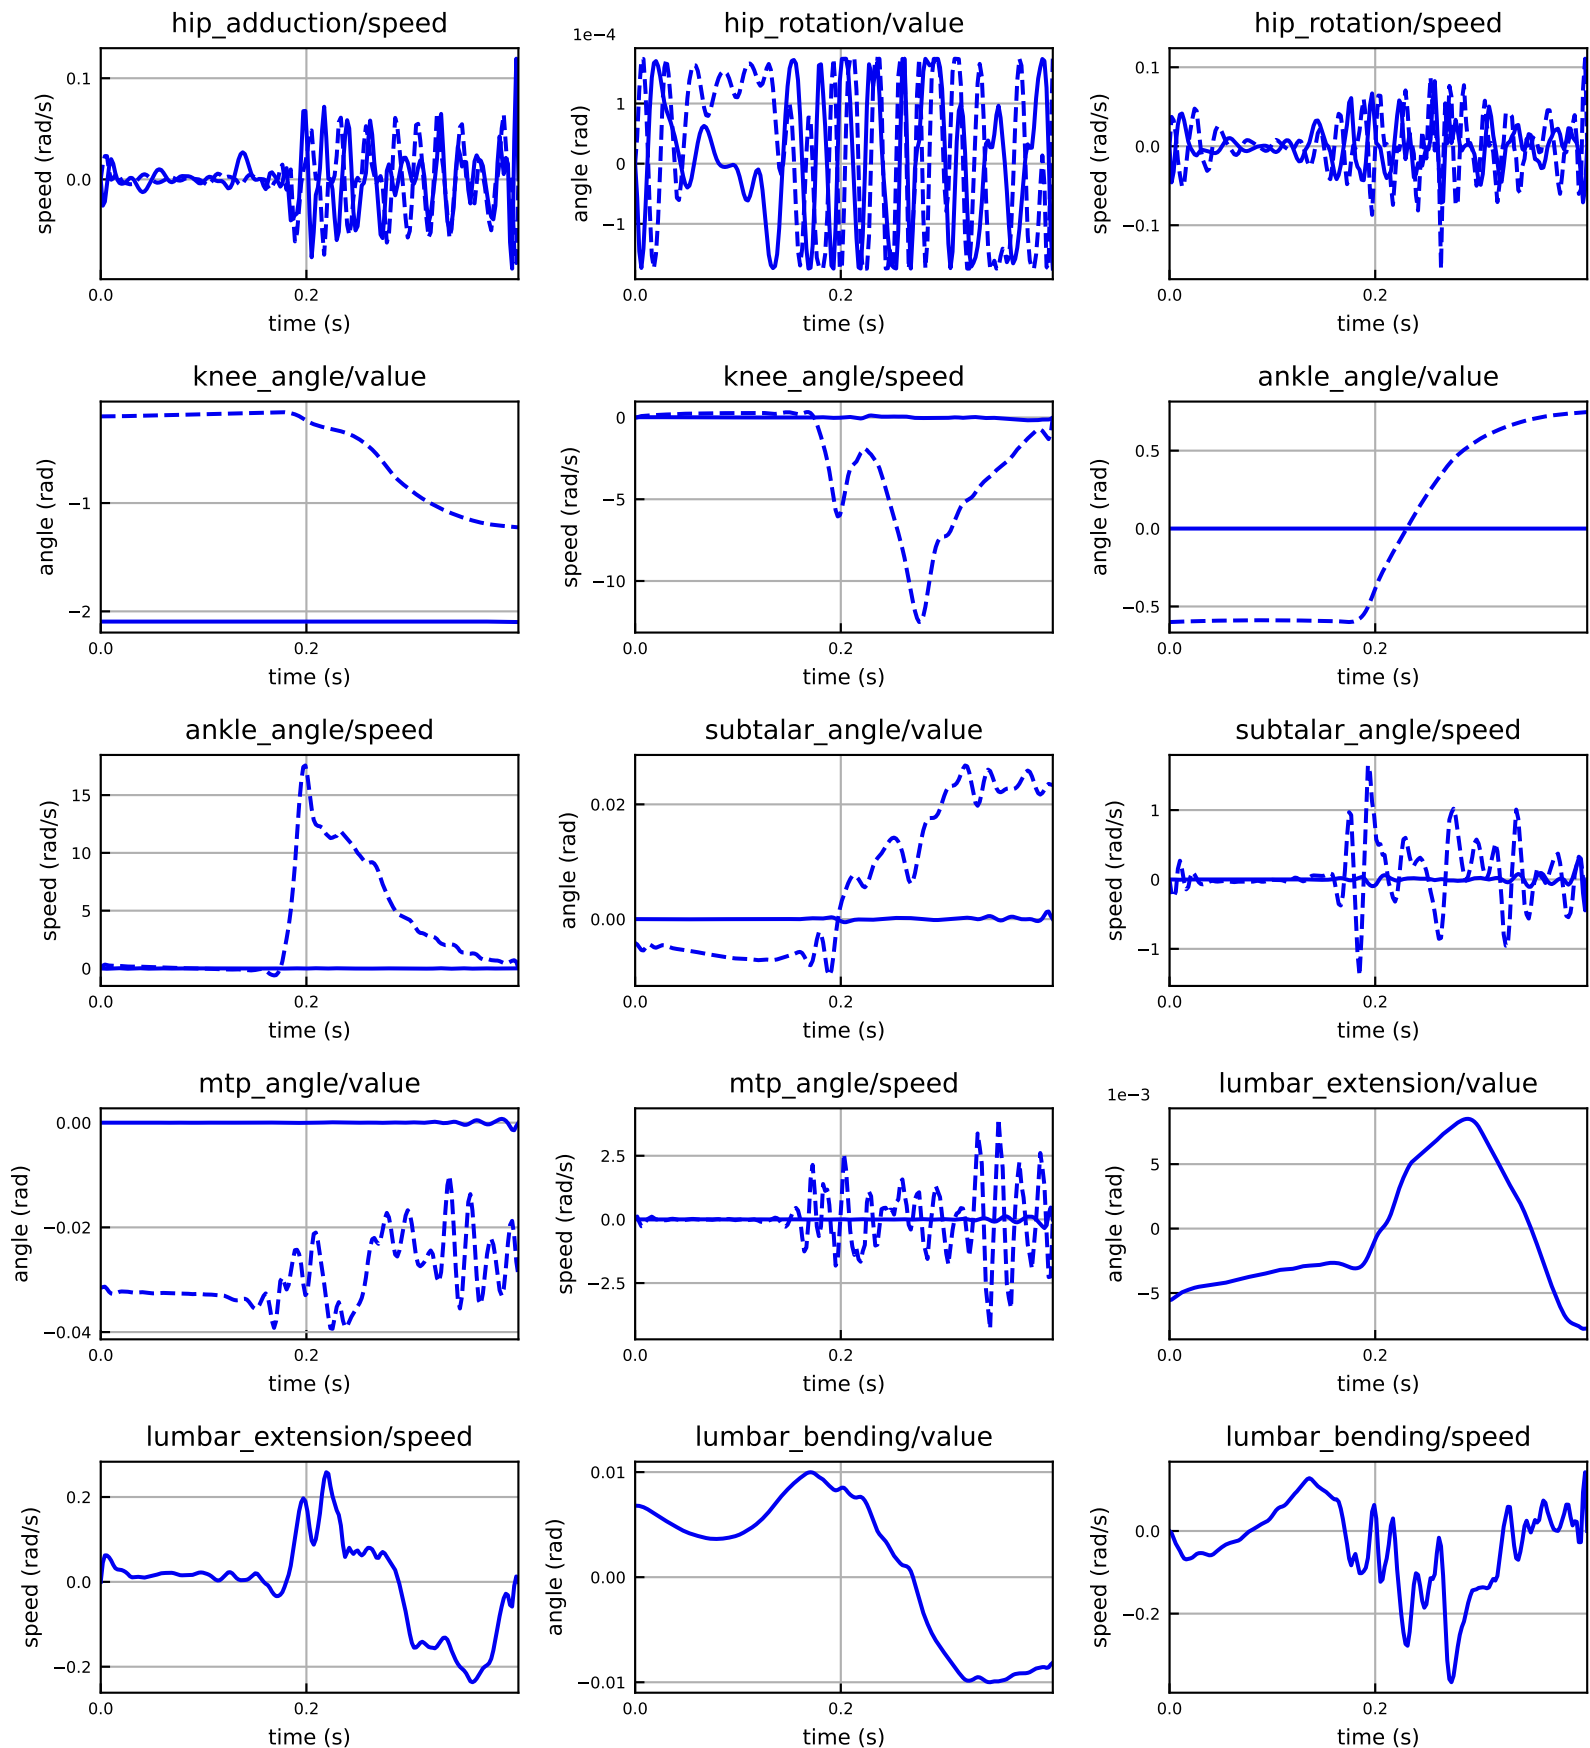 hip_adduction/speed
speed (rad/s)
0.1
0.0
0.0
0.2
time (s)
hip_rotation/value
1e−4
angle (rad)
1
0
−1
0.0
0.2
time (s)
hip_rotation/speed
speed (rad/s)
0.1
0.0
−0.1
0.0
0.2
time (s)
knee_angle/value
angle (rad)
−1
−2
0.0
0.2
time (s)
knee_angle/speed
speed (rad/s)
0
−5
−10
0.0
0.2
time (s)
ankle_angle/value
angle (rad)
0.5
0.0
−0.5
0.0
0.2
time (s)
ankle_angle/speed
speed (rad/s)
15
10
5
0
0.0
0.2
time (s)
subtalar_angle/value
angle (rad)
0.02
0.00
0.0
0.2
time (s)
subtalar_angle/speed
speed (rad/s)
1
0
−1
0.0
0.2
time (s)
mtp_angle/value
angle (rad)
0.00
−0.02
−0.04
0.0
0.2
time (s)
mtp_angle/speed
speed (rad/s)
2.5
0.0
−2.5
0.0
0.2
time (s)
lumbar_extension/value
1e−3
angle (rad)
5
0
−5
0.0
0.2
time (s)
lumbar_extension/speed
speed (rad/s)
0.2
0.0
−0.2
0.0
0.2
time (s)
lumbar_bending/value
angle (rad)
0.01
0.00
−0.01
0.0
0.2
time (s)
lumbar_bending/speed
speed (rad/s)
0.0
−0.2
0.0
0.2
time (s)